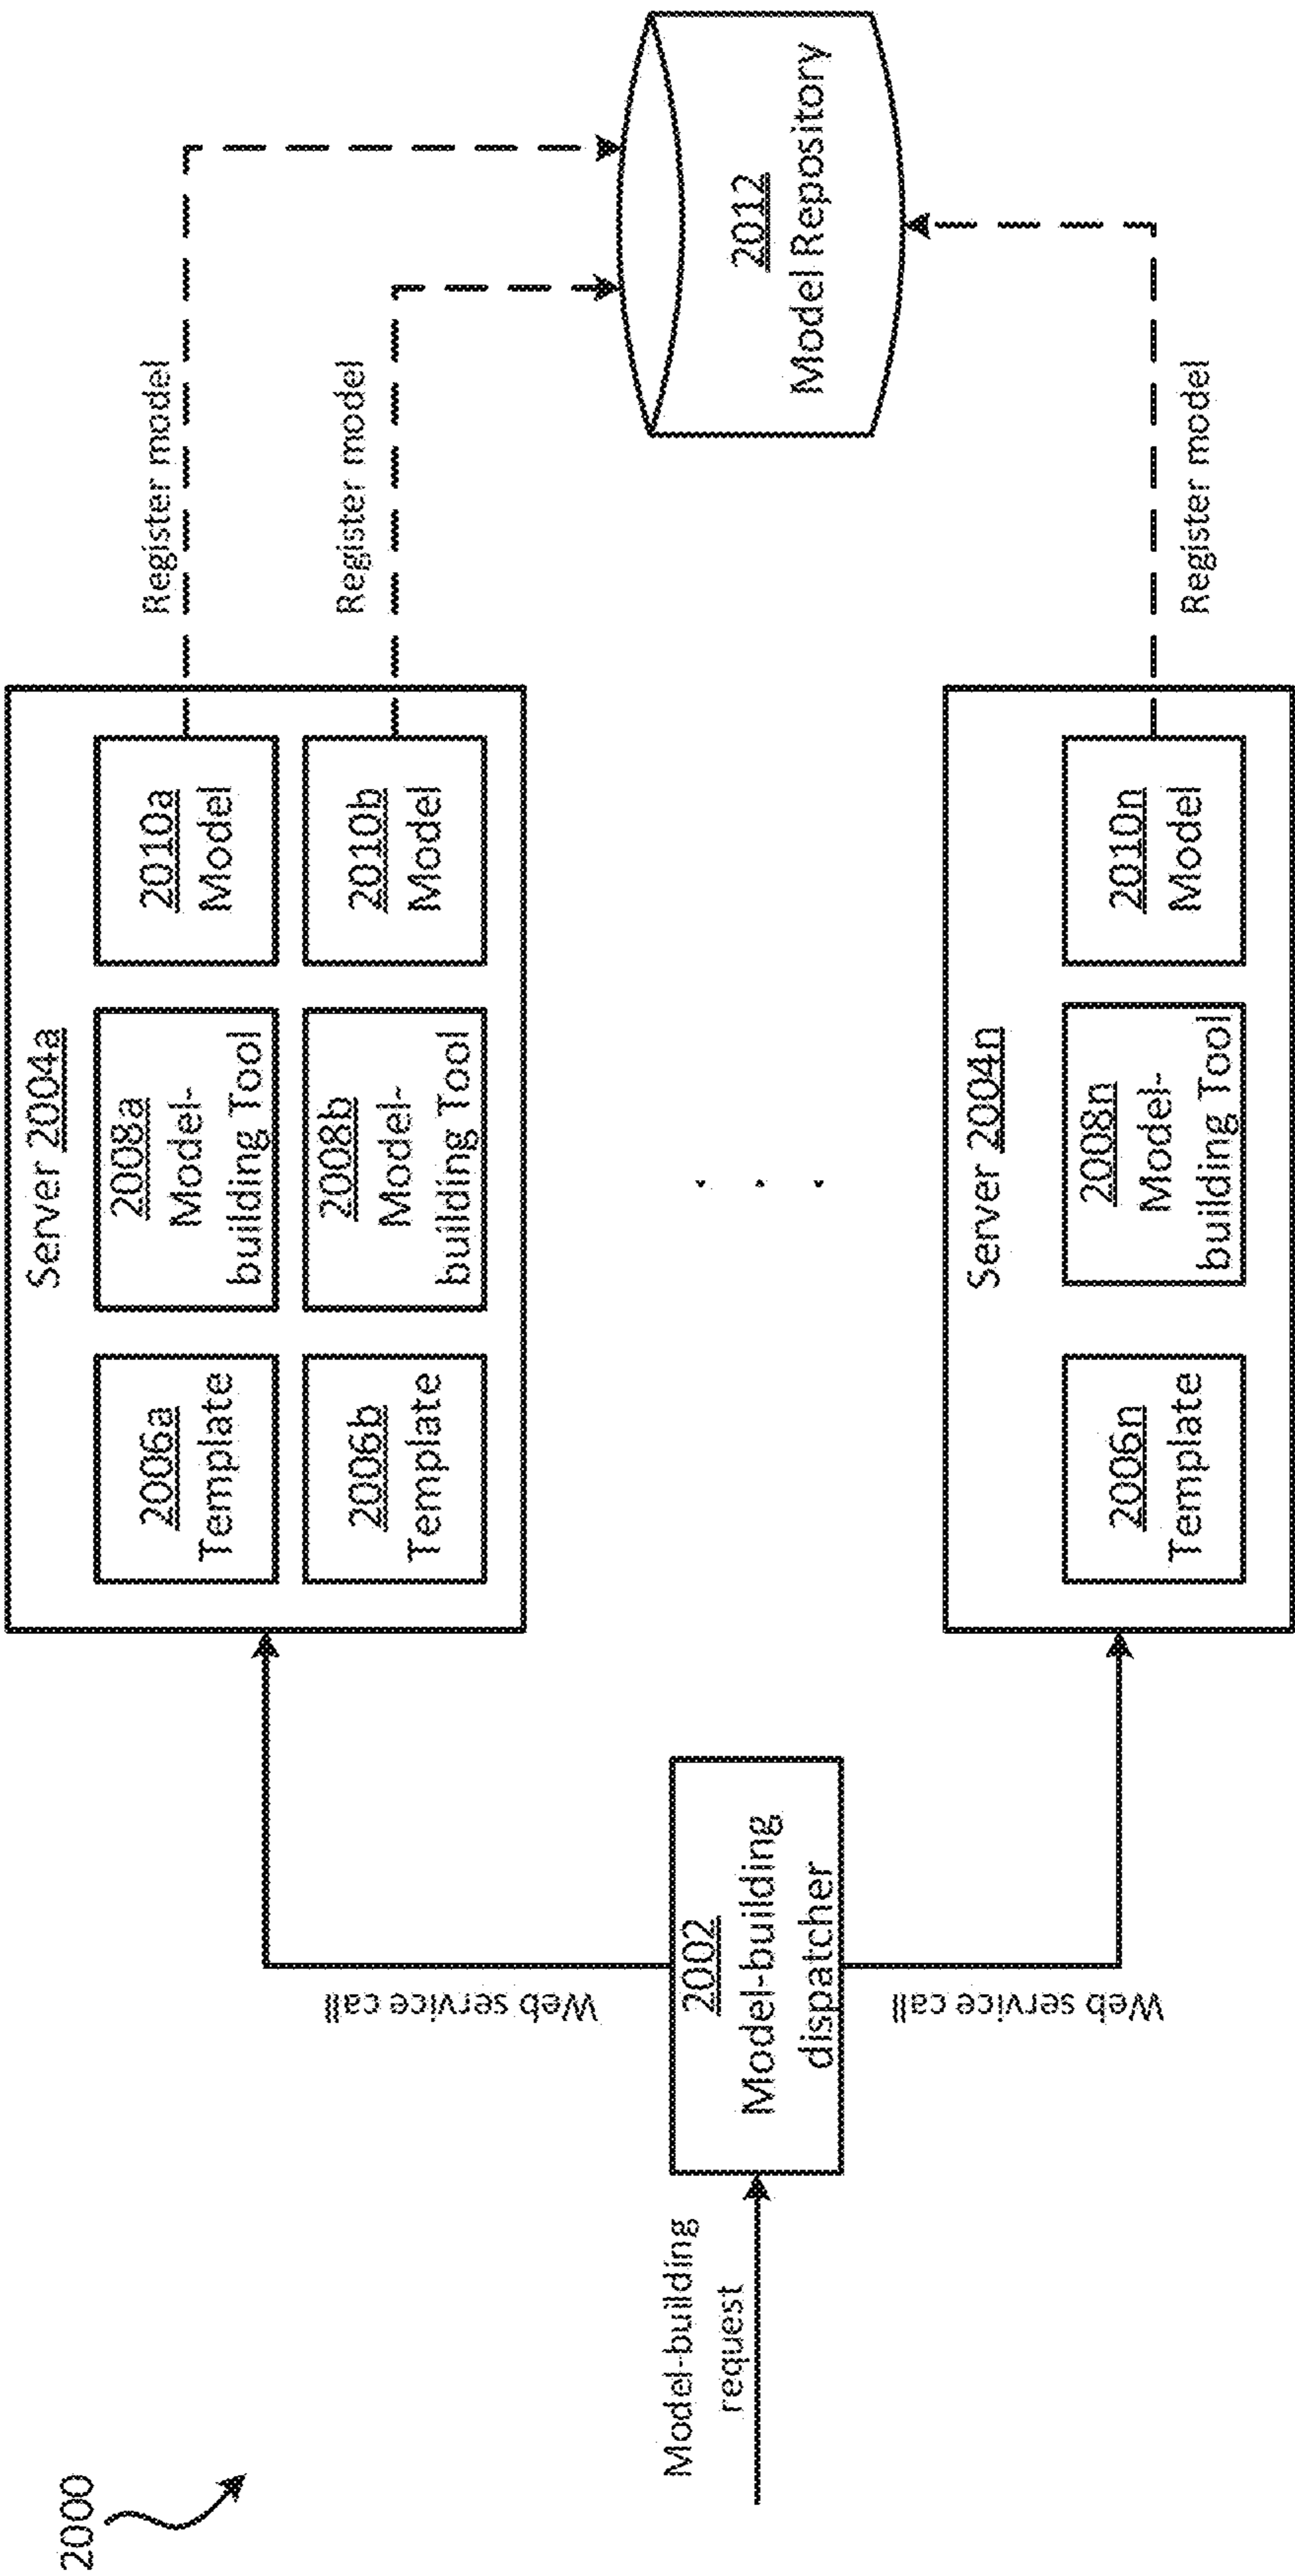 2000
Model-building
request
2002
Model-building
dispatcher
Web service call
Web service call
Server 2004a
2006a
Template
2008a
Model-
building Tool
2010a
Model
2006b
Template
2008b
Model-
building Tool
2010b
Model
. . .
Server 2004n
2006n
Template
2008n
Model-
building Tool
2010n
Model
Register model
Register model
Register model
2012
Model Repository